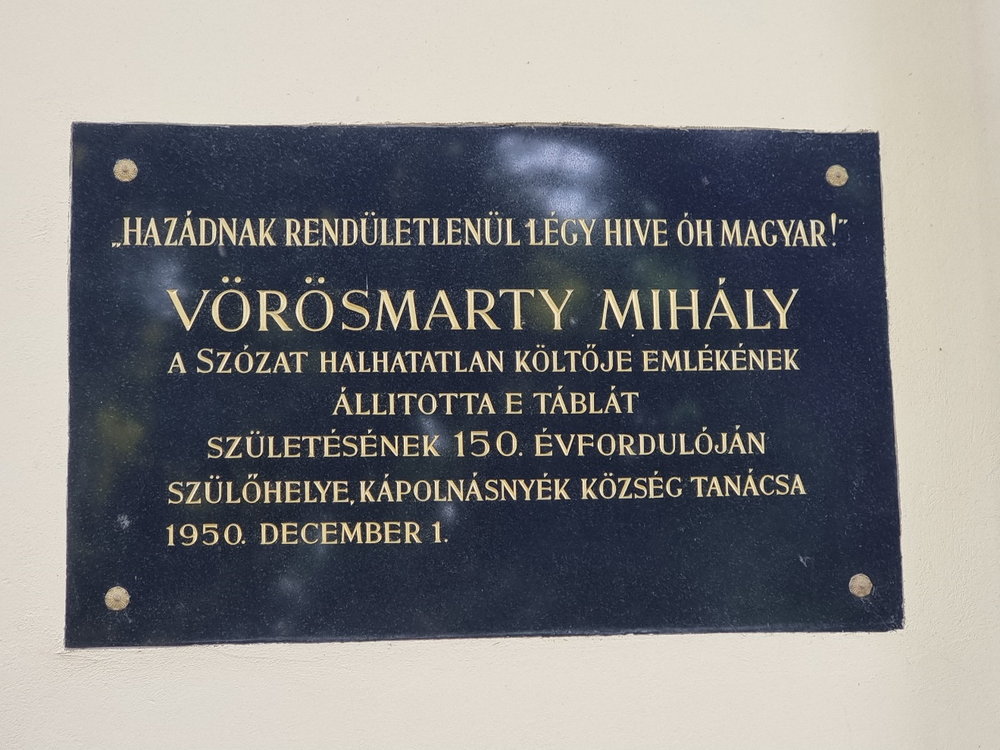 „HAZÁDNAK RENDÜLETLENÜL LÉGY HIVE ÓH MAGYAR!”
VÖRÖSMARTY MIHÁLY
A SZÓZAT HALHATATLAN KÖLTŐJE EMLÉKÉNEK
ÁLLITOTTA E TÁBLÁT
SZÜLETÉSÉNEK 150. ÉVFORDULÓJÁN
SZÜLŐHELYE, KÁPOLNÁSNYÉK KÖZSÉG TANÁCSA
1950. DECEMBER 1.